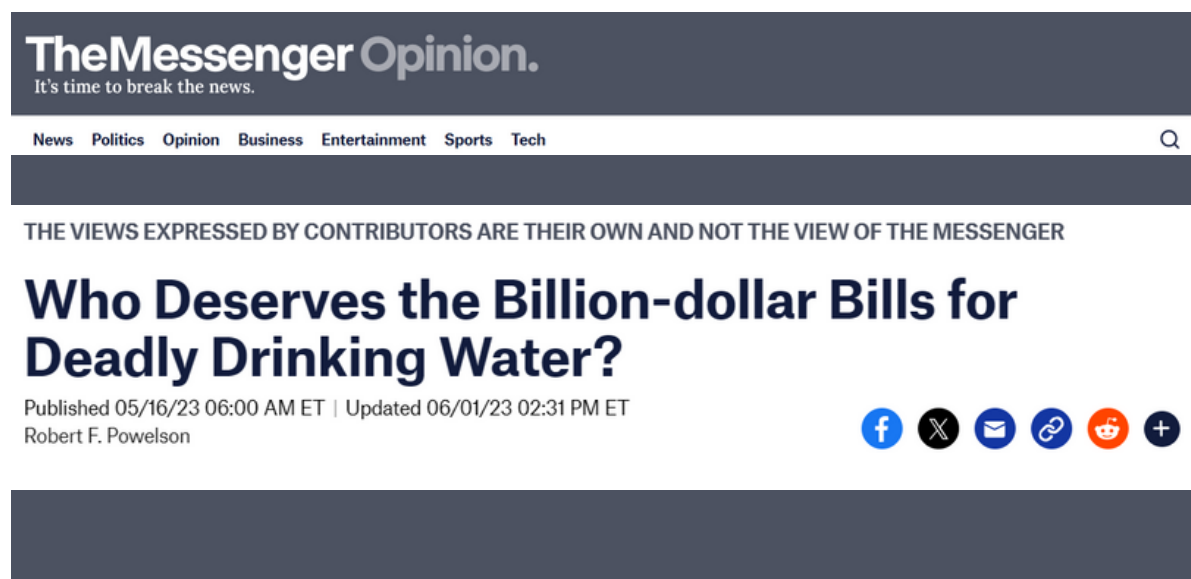 TheMessenger Opinion.
It's time to break the news.
News Politics Opinion Business Entertainment Sports Tech
THE VIEWS EXPRESSED BY CONTRIBUTORS ARE THEIR OWN AND NOT THE VIEW OF THE MESSENGER
Who Deserves the Billion-dollar Bills for
Deadly Drinking Water?
Published 05/16/23 06:00 AM ET | Updated 06/01/23 02:31 PM ET
Robert F. Powelson